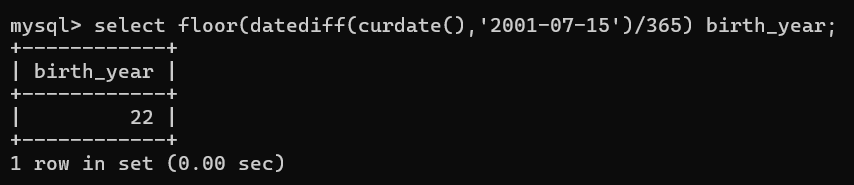 mysql> select floor(datediff(curdate(),'2001-07-15')/365) birth_year;
+------------+
| birth_year |
+------------+
|         22 |
+------------+
1 row in set (0.00 sec)